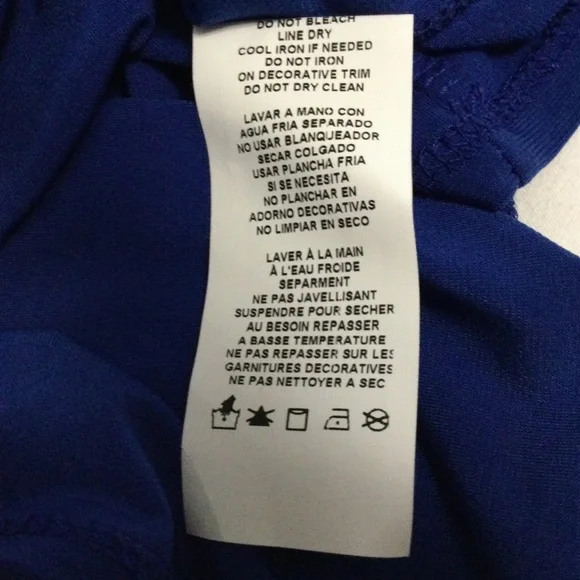 DO NOT BLEACH
LINE DRY
COOL IRON IF NEEDED
DO NOT IRON
ON DECORATIVE TRIM
DO NOT DRY CLEAN
LAVAR A MANO CON
AGUA FRIA SEPARADO
NO USAR BLANQUEADOR
SECAR COLGADO
USAR PLANCHA FRIA
SI SE NECESITA
NO PLANCHAR EN
ADORNO DECORATIVAS
NO LIMPIAR EN SECO
LAVER À LA MAIN
À L'EAU FROIDE
SEPARMENT
NE PAS JAVELLISANT
SUSPENDRE POUR SECHER
AU BESOIN REPASSER
A BASSE TEMPERATURE
NE PAS REPASSER SUR LES
GARNITURES DECORATIVES
NE PAS NETTOYER A SEC